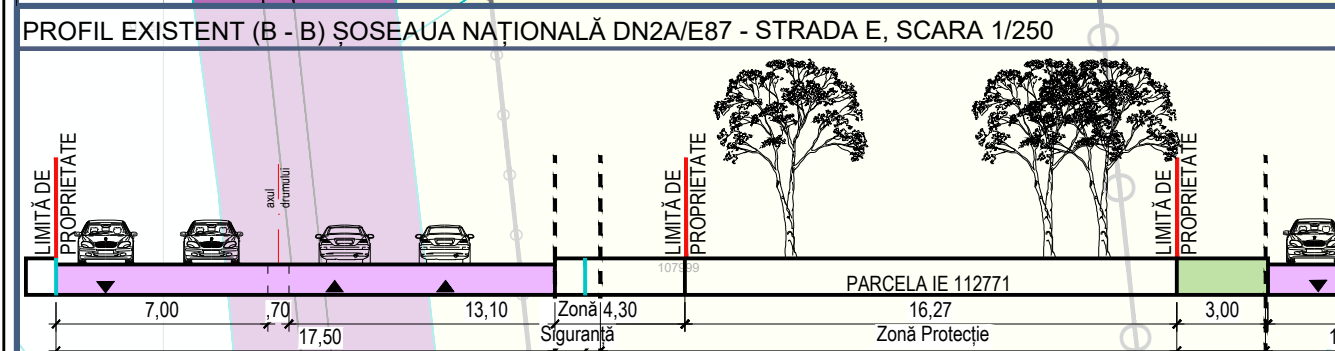 PROFIL EXISTENT (B - B) ȘOSEAUA NAȚIONALĂ DN2A/E87 - STRADA E, SCARA 1/250
LIMITĂ DE
PROPRIETATE
axul
drumului
LIMITĂ DE
PROPRIETATE
LIMITĂ DE
PROPRIETATE
107999
PARCELA IE 112771
7,00
,70
13,10
Zonă
4,30
16,27
3,00
17,50
Siguranță
Zonă Protecție
1